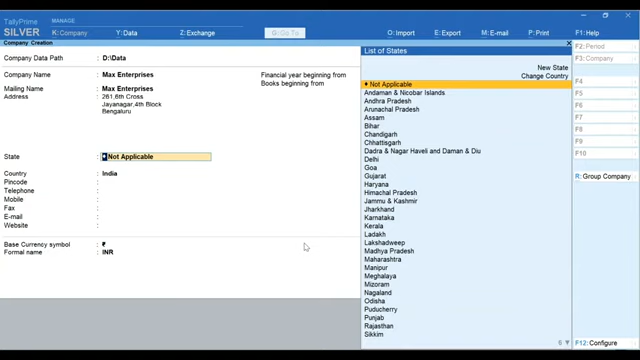 TallyPrime
SILVER
MANAGE
K:Company
Y:Data
Z:Exchange
G:Go To
O:Import
E:Export
M:E-mail
P:Print
F1:Help
Company Creation
Company Data Path : D:\Data
Company Name : Max Enterprises
Mailing Name : Max Enterprises
Address : 261,6th Cross
Jayanagar,4th Block
Bengaluru
State : ♦ Not Applicable
Country : India
Pincode :
Telephone :
Mobile :
Fax :
E-mail :
Website :
Base Currency symbol : ₹
Formal name : INR
Financial year beginning from
Books beginning from
List of States
New State
Change Country
♦ Not Applicable
Andaman & Nicobar Islands
Andhra Pradesh
Arunachal Pradesh
Assam
Bihar
Chandigarh
Chhattisgarh
Dadra & Nagar Haveli and Daman & Diu
Delhi
Goa
Gujarat
Haryana
Himachal Pradesh
Jammu & Kashmir
Jharkhand
Karnataka
Kerala
Ladakh
Lakshadweep
Madhya Pradesh
Maharashtra
Manipur
Meghalaya
Mizoram
Nagaland
Odisha
Puducherry
Punjab
Rajasthan
Sikkim
6 ▼
F2:Period
F3:Company
F4
F5
F6
F7
F8
F9
F10
R:Group Company
F12:Configure